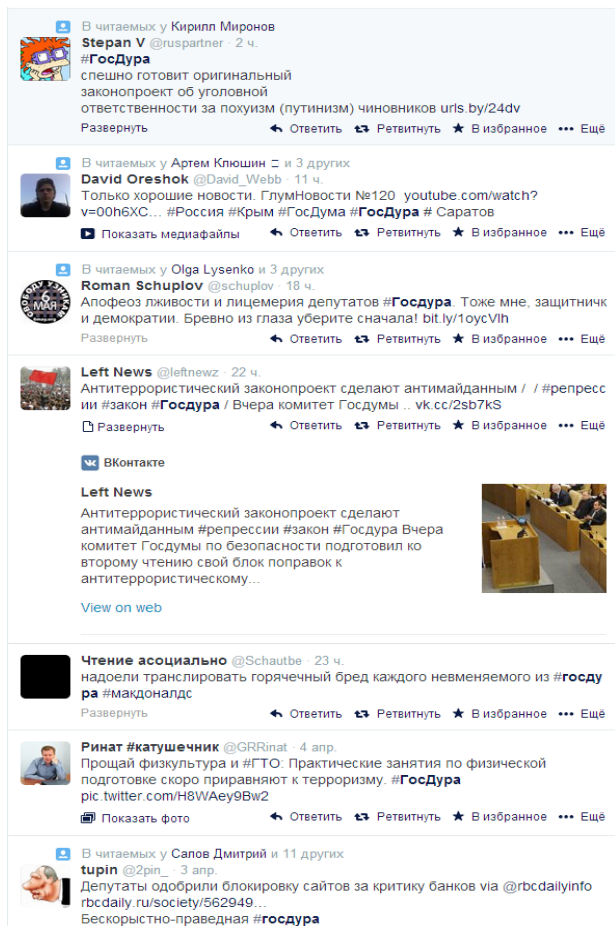 В читаемых у Кирилл Миронов
Stepan V @ruspartner · 2 ч.
#ГосДура
спешно готовит оригинальный
законопроект об уголовной
ответственности за похуизм (путинизм) чиновников urls.by/24dv
Развернуть Ответить Ретвитнуть В избранное ••• Ещё
В читаемых у Артем Клюшин и 3 других
David Oreshok @David_Webb · 11 ч.
Только хорошие новости. ГлумНовости №120 youtube.com/watch?
v=00h6XC... #Россия #Крым #ГосДума #ГосДура # Саратов
Показать медиафайлы Ответить Ретвитнуть В избранное ••• Ещё
В читаемых у Olga Lysenko и 3 других
Roman Schuplov @schuplov · 18 ч.
Апофеоз лживости и лицемерия депутатов #Госдура. Тоже мне, защитничк
и демократии. Бревно из глаза уберите сначала! bit.ly/1oycVlh
Развернуть Ответить Ретвитнуть В избранное ••• Ещё
Left News @leftnewz · 22 ч.
Антитеррористический законопроект сделают антимайданным / / #репресс
ии #закон #Госдура / Вчера комитет Госдумы .. vk.cc/2sb7kS
Развернуть Ответить Ретвитнуть В избранное ••• Ещё
ВКонтакте
Left News
Антитеррористический законопроект сделают
антимайданным #репрессии #закон #Госдура Вчера
комитет Госдумы по безопасности подготовил ко
второму чтению свой блок поправок к
антитеррористическому...
View on web
Чтение асоциально @Schautbe · 23 ч.
надоели транслировать горячечный бред каждого невменяемого из #госду
ра #макдоналдс
Развернуть Ответить Ретвитнуть В избранное ••• Ещё
Ринат #катушечник @GRRinat · 4 апр.
Прощай физкультура и #ГТО: Практические занятия по физической
подготовке скоро приравняют к терроризму. #ГосДура
pic.twitter.com/H8WAey9Bw2
Показать фото Ответить Ретвитнуть В избранное ••• Ещё
В читаемых у Салов Дмитрий и 11 других
tupin @2pin_ · 3 апр.
Депутаты одобрили блокировку сайтов за критику банков via @rbcdailyinfo
rbcdaily.ru/society/562949...
Бескорыстно-праведная #госдура